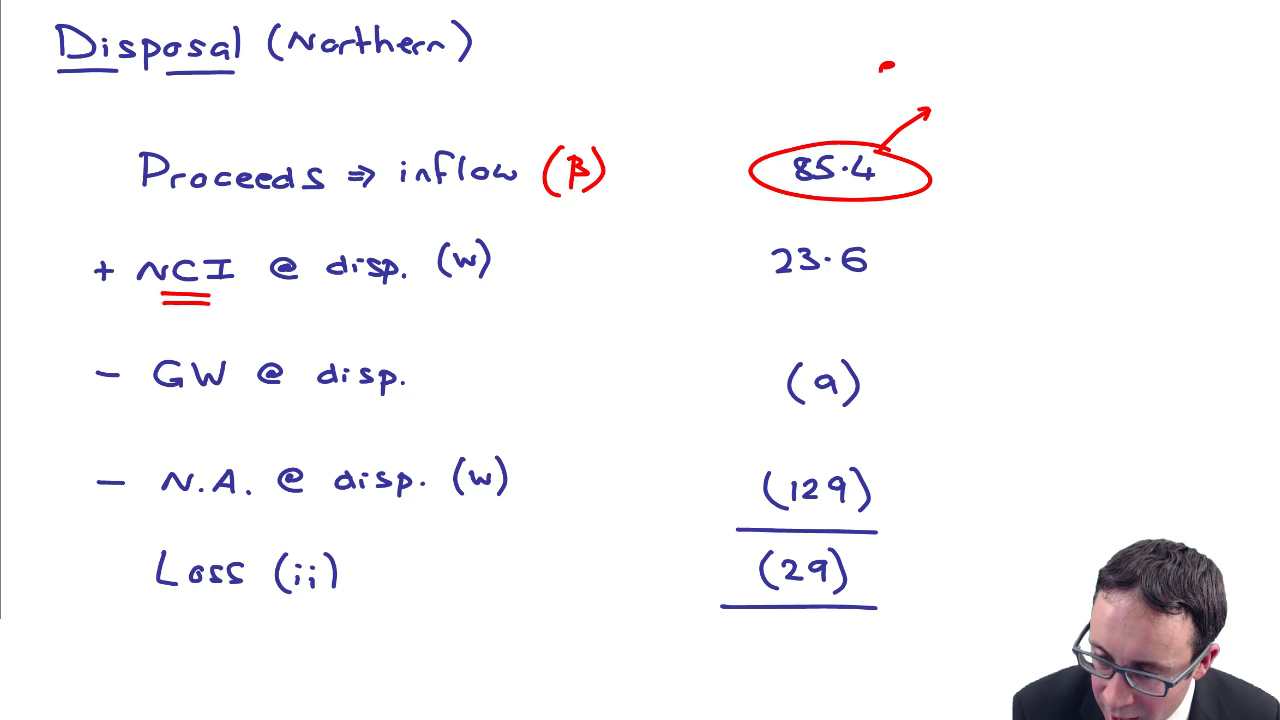 Disposal (Northern)
Proceeds ⇒ inflow (β) 85.4
+ NCI @ disp. (w) 23.6
- GW @ disp. (9)
- N.A. @ disp. (w) (129)
Loss (ii) (29)